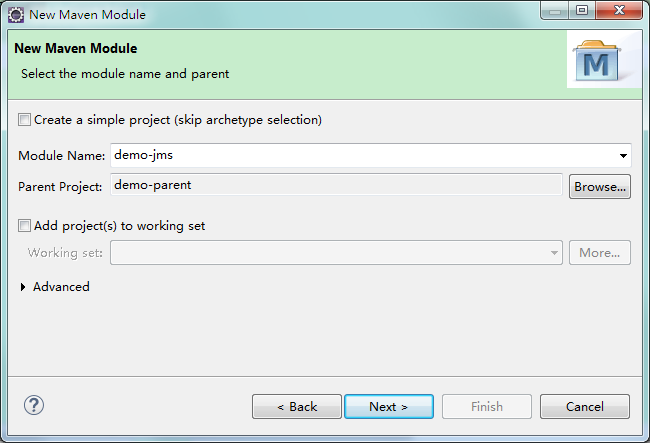 New Maven Module
New Maven Module
Select the module name and parent
M
Create a simple project (skip archetype selection)
Module Name: demo-jms
Parent Project: demo-parent Browse...
Add project(s) to working set
Working set: More...
Advanced
? < Back Next > Finish Cancel